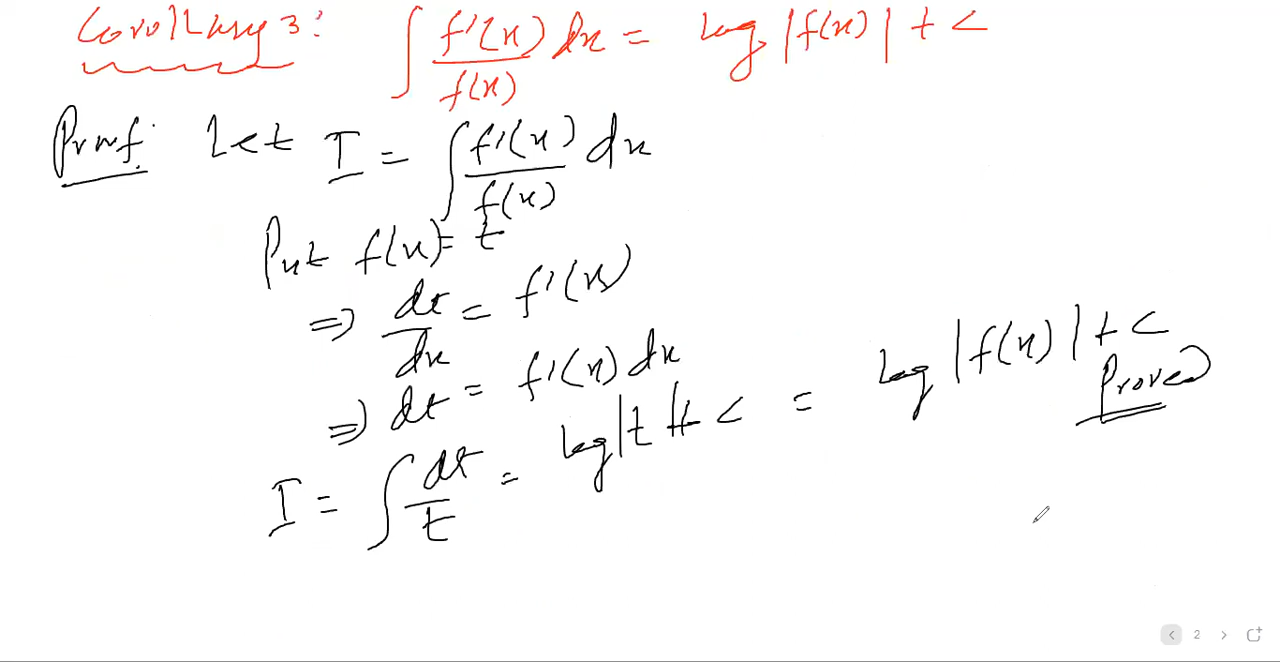 Corollary 3: ∫ f'(x)/f(x) dx = log |f(x)| + c
Proof: Let I = ∫ f'(x)/f(x) dx
Put f(x) = t
⇒ dt/dx = f'(x)
⇒ dt = f'(x) dx
I = ∫ dt/t = log |t| + c = log |f(x)| + c
Proved
2